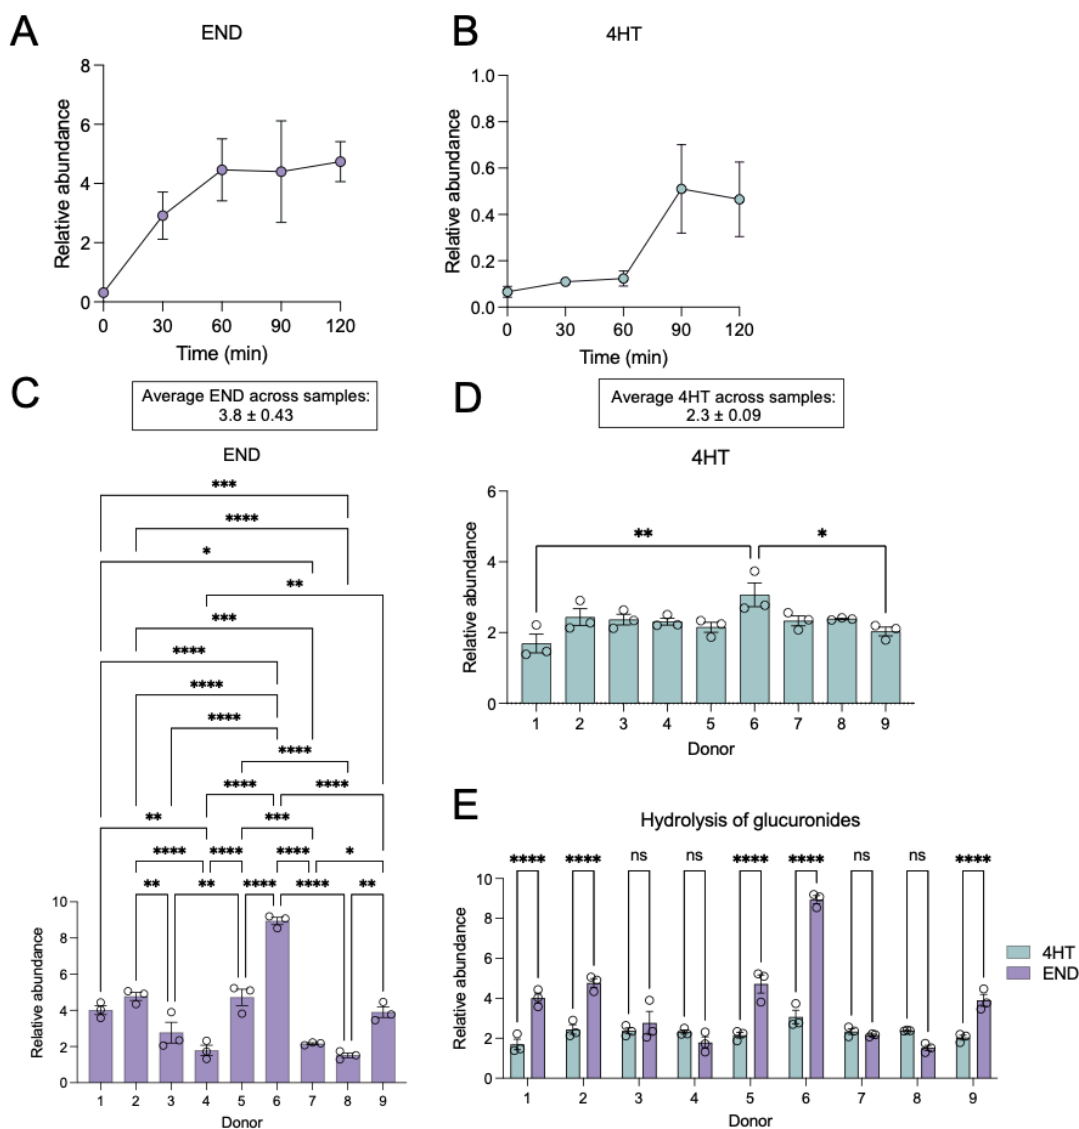 A
END
8
6
4
2
0
Relative abundance
0 30 60 90 120
Time (min)
B
4HT
1.0
0.8
0.6
0.4
0.2
0.0
Relative abundance
0 30 60 90 120
Time (min)
C
Average END across samples:
3.8 ± 0.43
END
***
****
*
**
***
****
****
****
****
**** ****
** ***
**** **** **** *
** ** **** **** **
10
8
6
4
2
0
Relative abundance
1 2 3 4 5 6 7 8 9
Donor
D
Average 4HT across samples:
2.3 ± 0.09
4HT
6
4
2
0
Relative abundance
** *
1 2 3 4 5 6 7 8 9
Donor
E
Hydrolysis of glucuronides
**** **** ns ns **** **** ns ns ****
10
8
6
4
2
0
Relative abundance
1 2 3 4 5 6 7 8 9
Donor
4HT
END